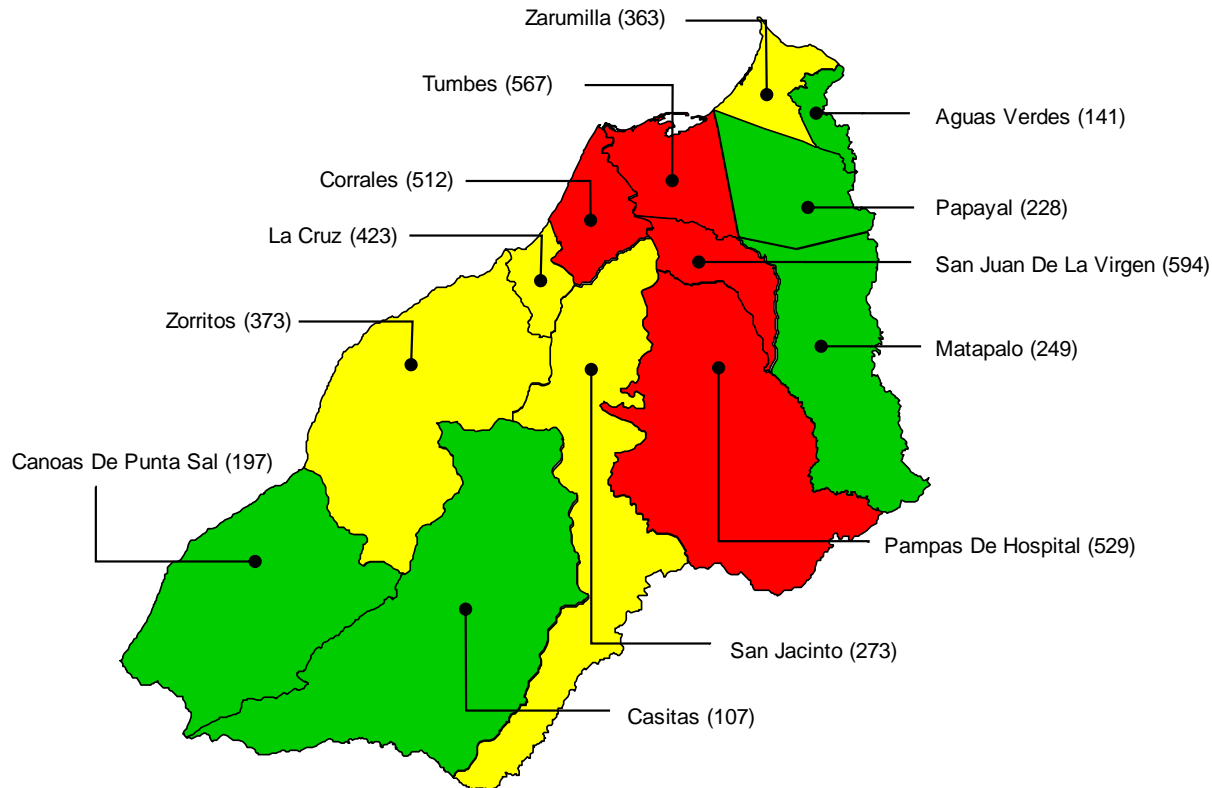 Zarumilla (363)
Tumbes (567)
Aguas Verdes (141)
Corrales (512)
Papayal (228)
La Cruz (423)
San Juan De La Virgen (594)
Zorritos (373)
Matapalo (249)
Canoas De Punta Sal (197)
Pampas De Hospital (529)
San Jacinto (273)
Casitas (107)